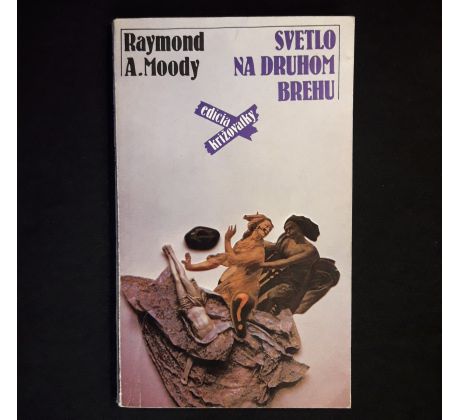 Raymond
A. Moody
SVETLO
NA DRUHOM
BREHU
edícia
križovatky